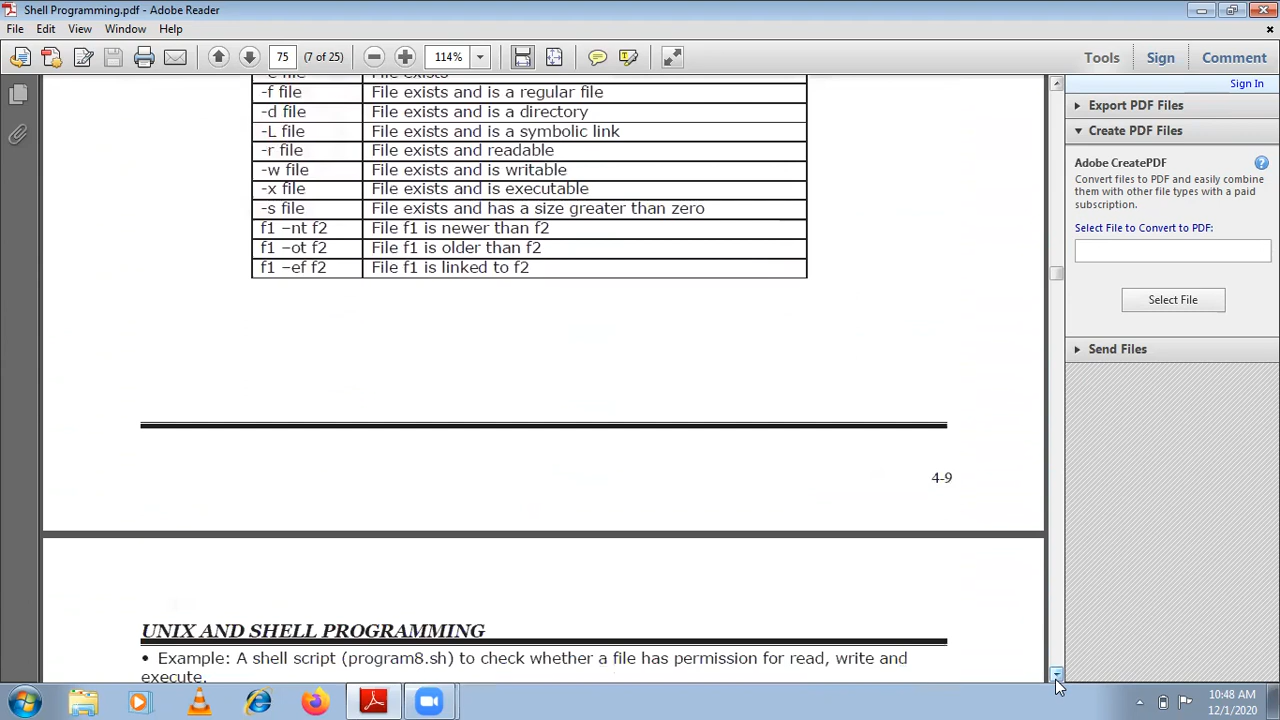 Shell Programming.pdf - Adobe Reader
File Edit View Window Help
75 (7 of 25) 114% Tools Sign Comment
Sign In
Export PDF Files
Create PDF Files
Adobe CreatePDF
Convert files to PDF and easily combine
them with other file types with a paid
subscription.
Select File to Convert to PDF:
Select File
Send Files
-e file File exists
-f file File exists and is a regular file
-d file File exists and is a directory
-L file File exists and is a symbolic link
-r file File exists and readable
-w file File exists and is writable
-x file File exists and is executable
-s file File exists and has a size greater than zero
f1 –nt f2 File f1 is newer than f2
f1 –ot f2 File f1 is older than f2
f1 –ef f2 File f1 is linked to f2
4-9
UNIX AND SHELL PROGRAMMING
• Example: A shell script (program8.sh) to check whether a file has permission for read, write and
execute.
10:48 AM
12/1/2020